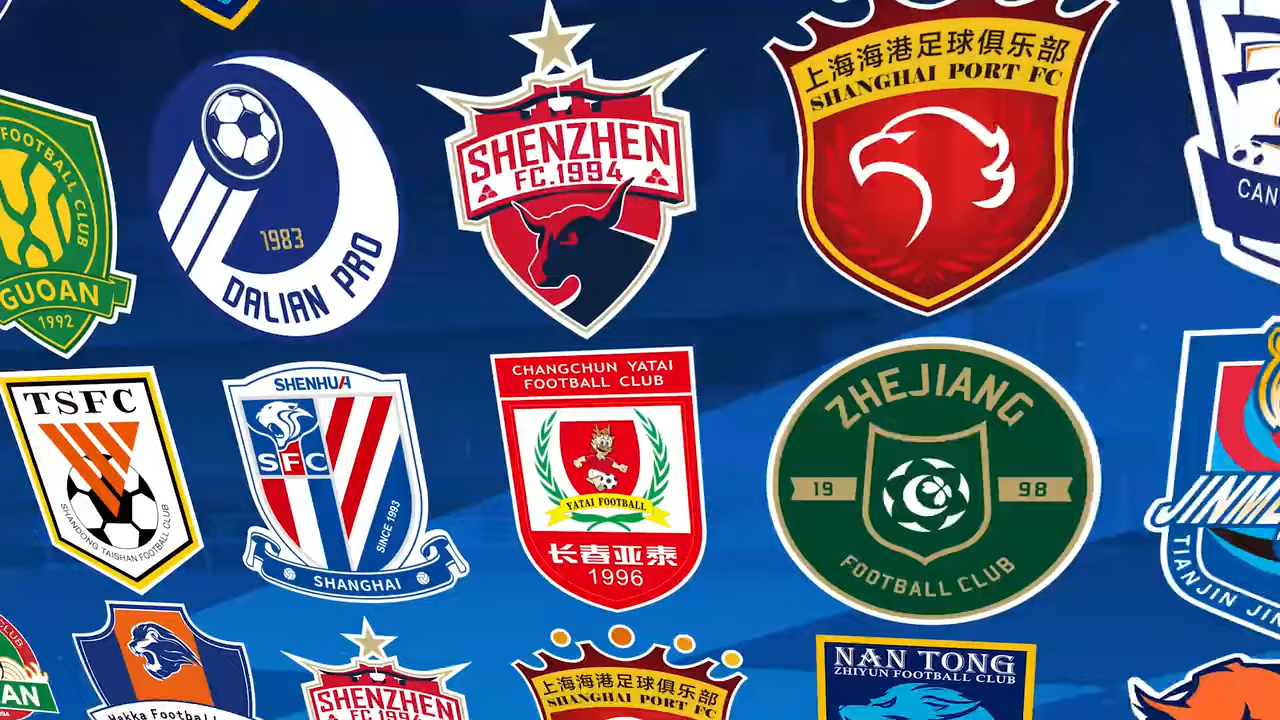 FOOTBALL CLUB
GUOAN
1992
1983
DALIAN PRO
SHENZHEN
FC.1994
上海海港足球俱乐部
SHANGHAI PORT FC
CAN
TSFC
SHANDONG TAISHAN FOOTBALL CLUB
SHENHUA
SFC
SINCE 1993
SHANGHAI
CHANGCHUN YATAI
FOOTBALL CLUB
YATAI FOOTBALL
长春亚泰
1996
ZHEJIANG
19 98
FOOTBALL CLUB
TIANJIN
Hakka Football
SHENZHEN
FC.1994
上海海港足球俱乐部
SHANGHAI PORT FC
NAN TONG
ZHIYUN FOOTBALL CLUB